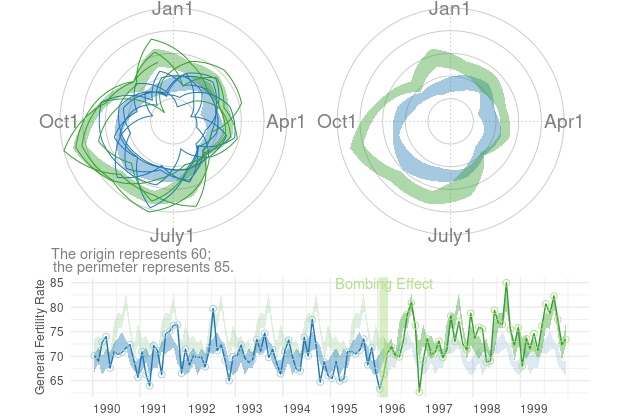 Jan1
Jan1
Oct1
Apr1
Oct1
Apr1
July1
July1
The origin represents 60;
the perimeter represents 85.
Bombing Effect
General Fertility Rate
85
80
75
70
65
1990 1991 1992 1993 1994 1995 1996 1997 1998 1999